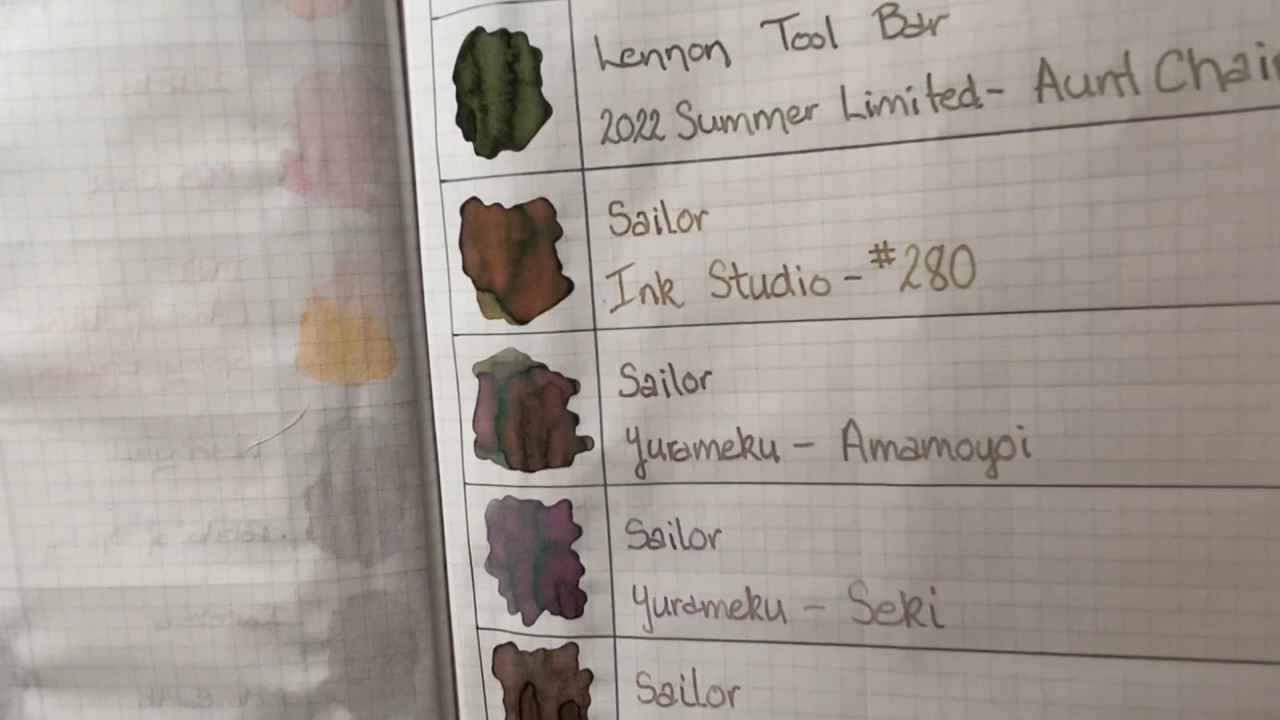 Lennon Tool Bar
2022 Summer Limited- Aunt Chai
Sailor
Ink Studio - #280
Sailor
Yurameku - Amamoyoi
Sailor
Yurameku - Seki
Sailor